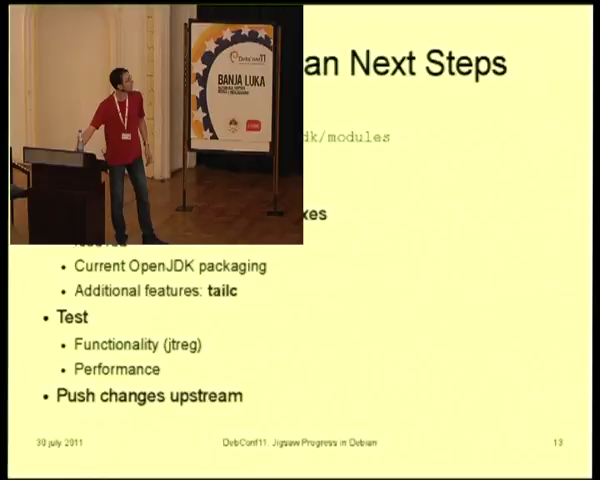 an Next Steps
DebConf11
BANJA LUKA
dk/modules
xes
• Current OpenJDK packaging
• Additional features: tailc
• Test
• Functionality (jtreg)
• Performance
• Push changes upstream
30 july 2011
DebConf11, Jigsaw Progress in Debian
13